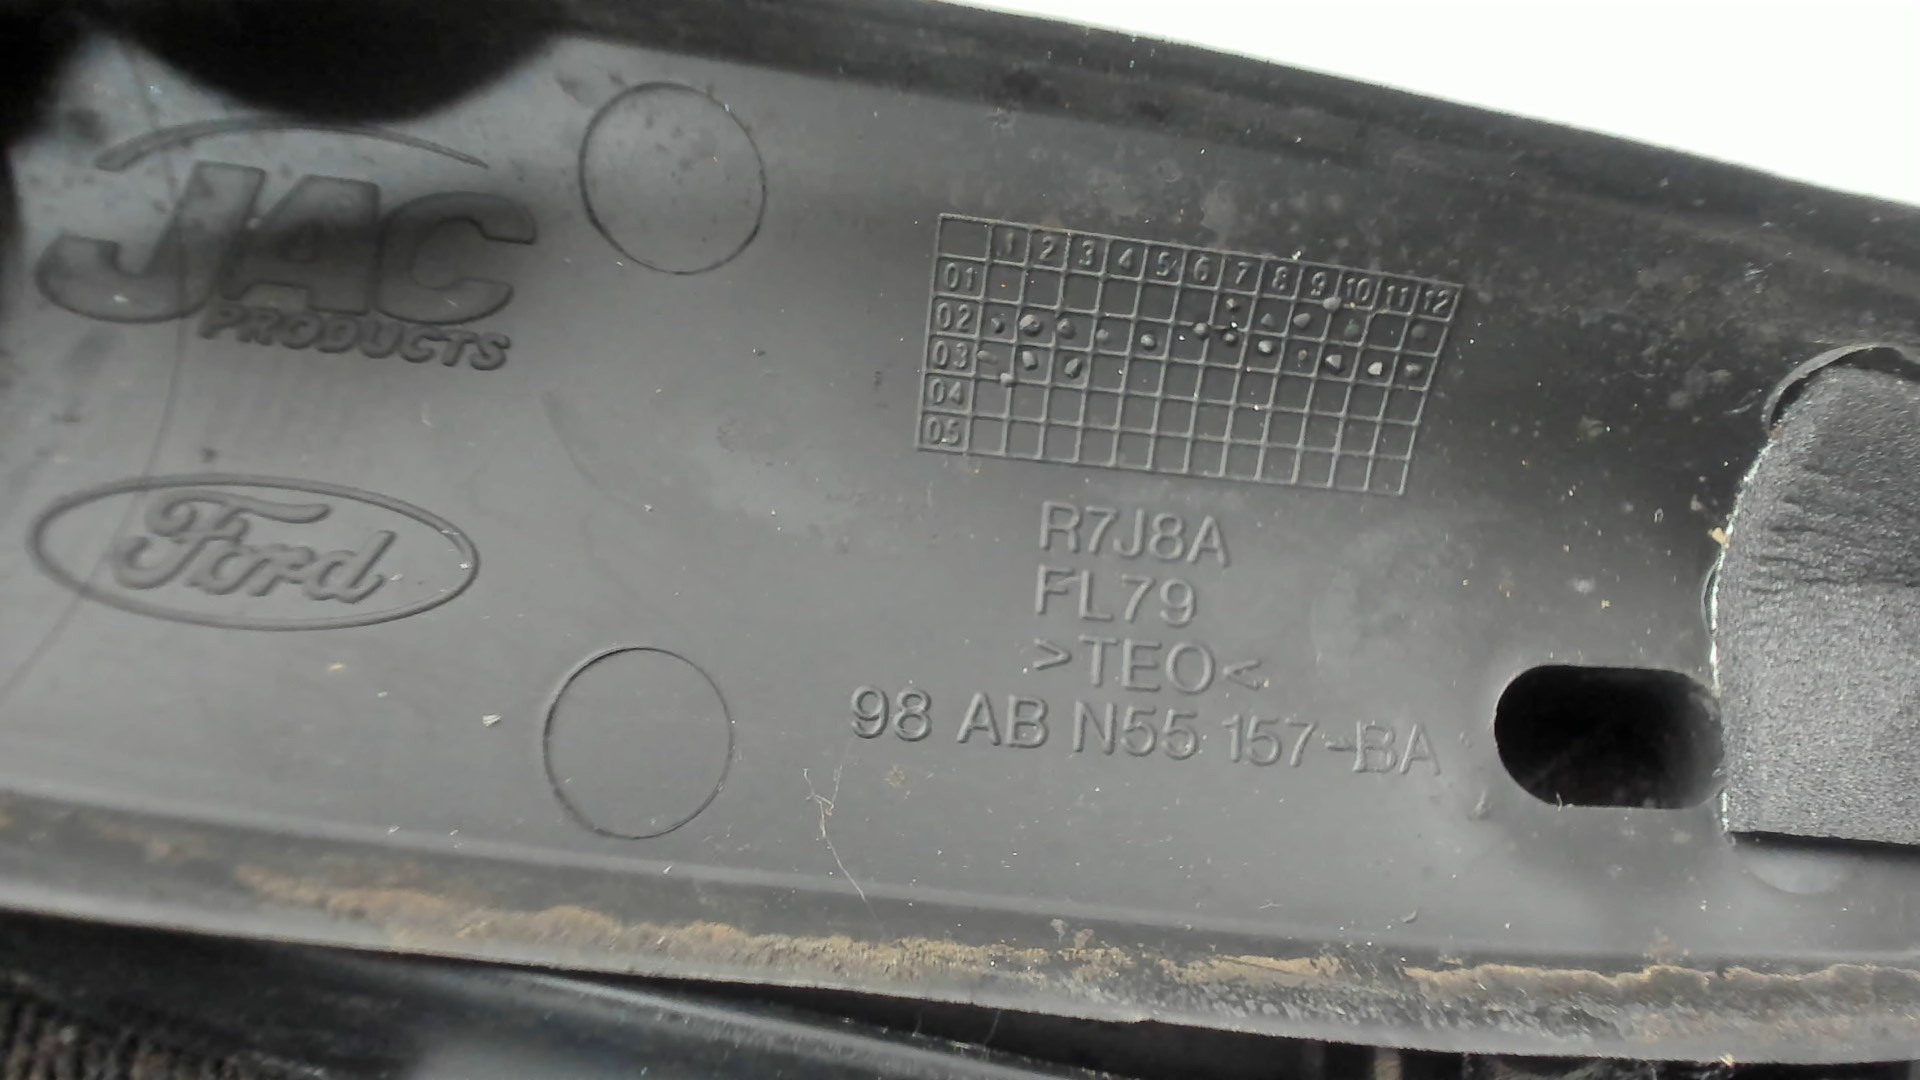 JAC
PRODUCTS
Ford
1 2 3 4 5 6 7 8 9 10 11 12
01
02
03
04
05
R7J8A
FL79
>TEO<
98 AB N55 157-BA